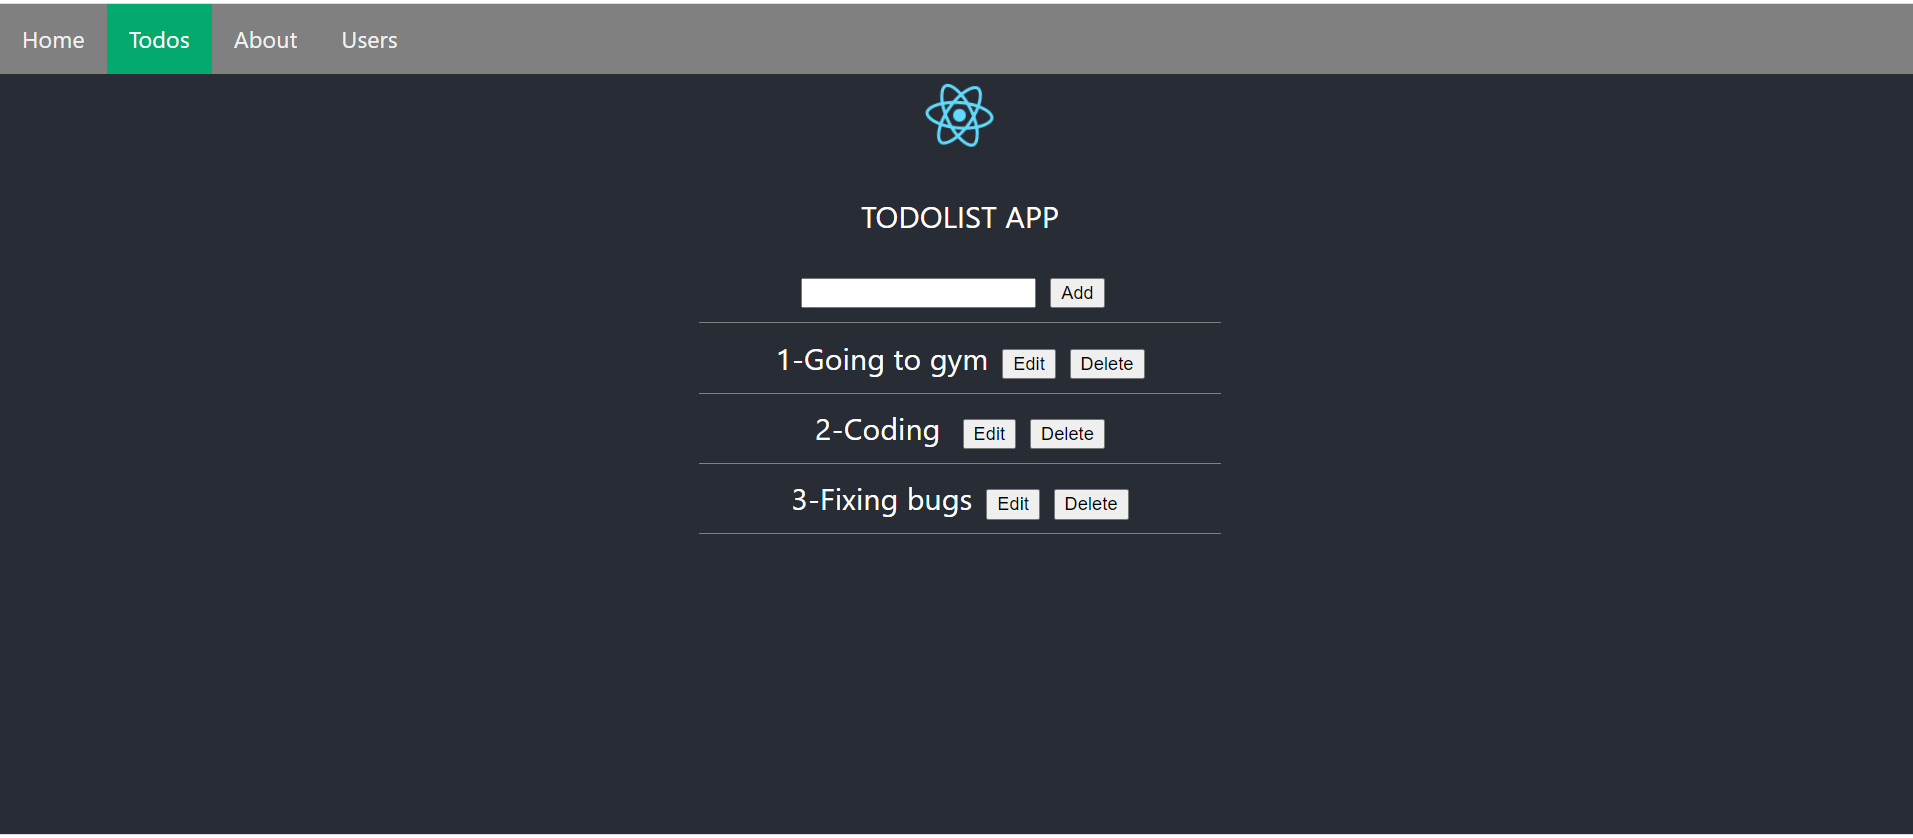 Home Todos About Users
TODOLIST APP
Add
1-Going to gym Edit Delete
2-Coding Edit Delete
3-Fixing bugs Edit Delete